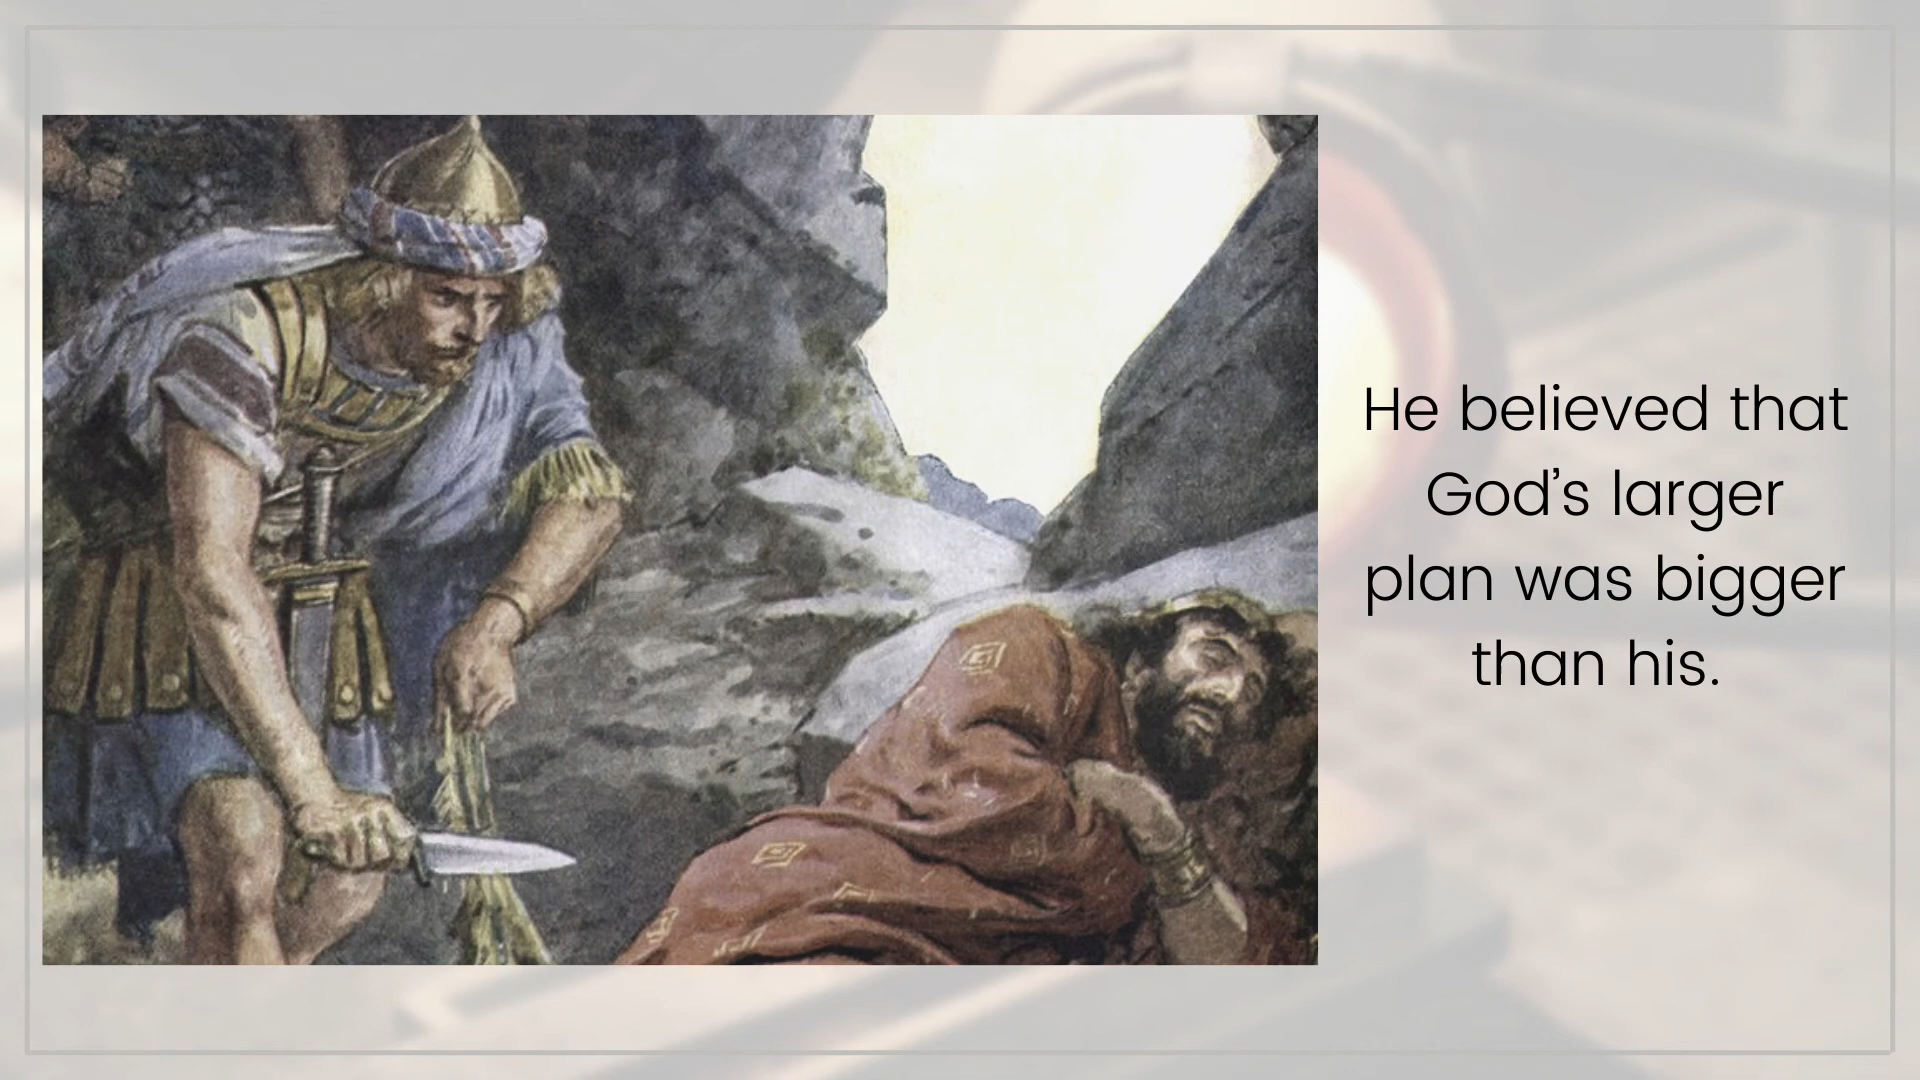 He believed that
God’s larger
plan was bigger
than his.